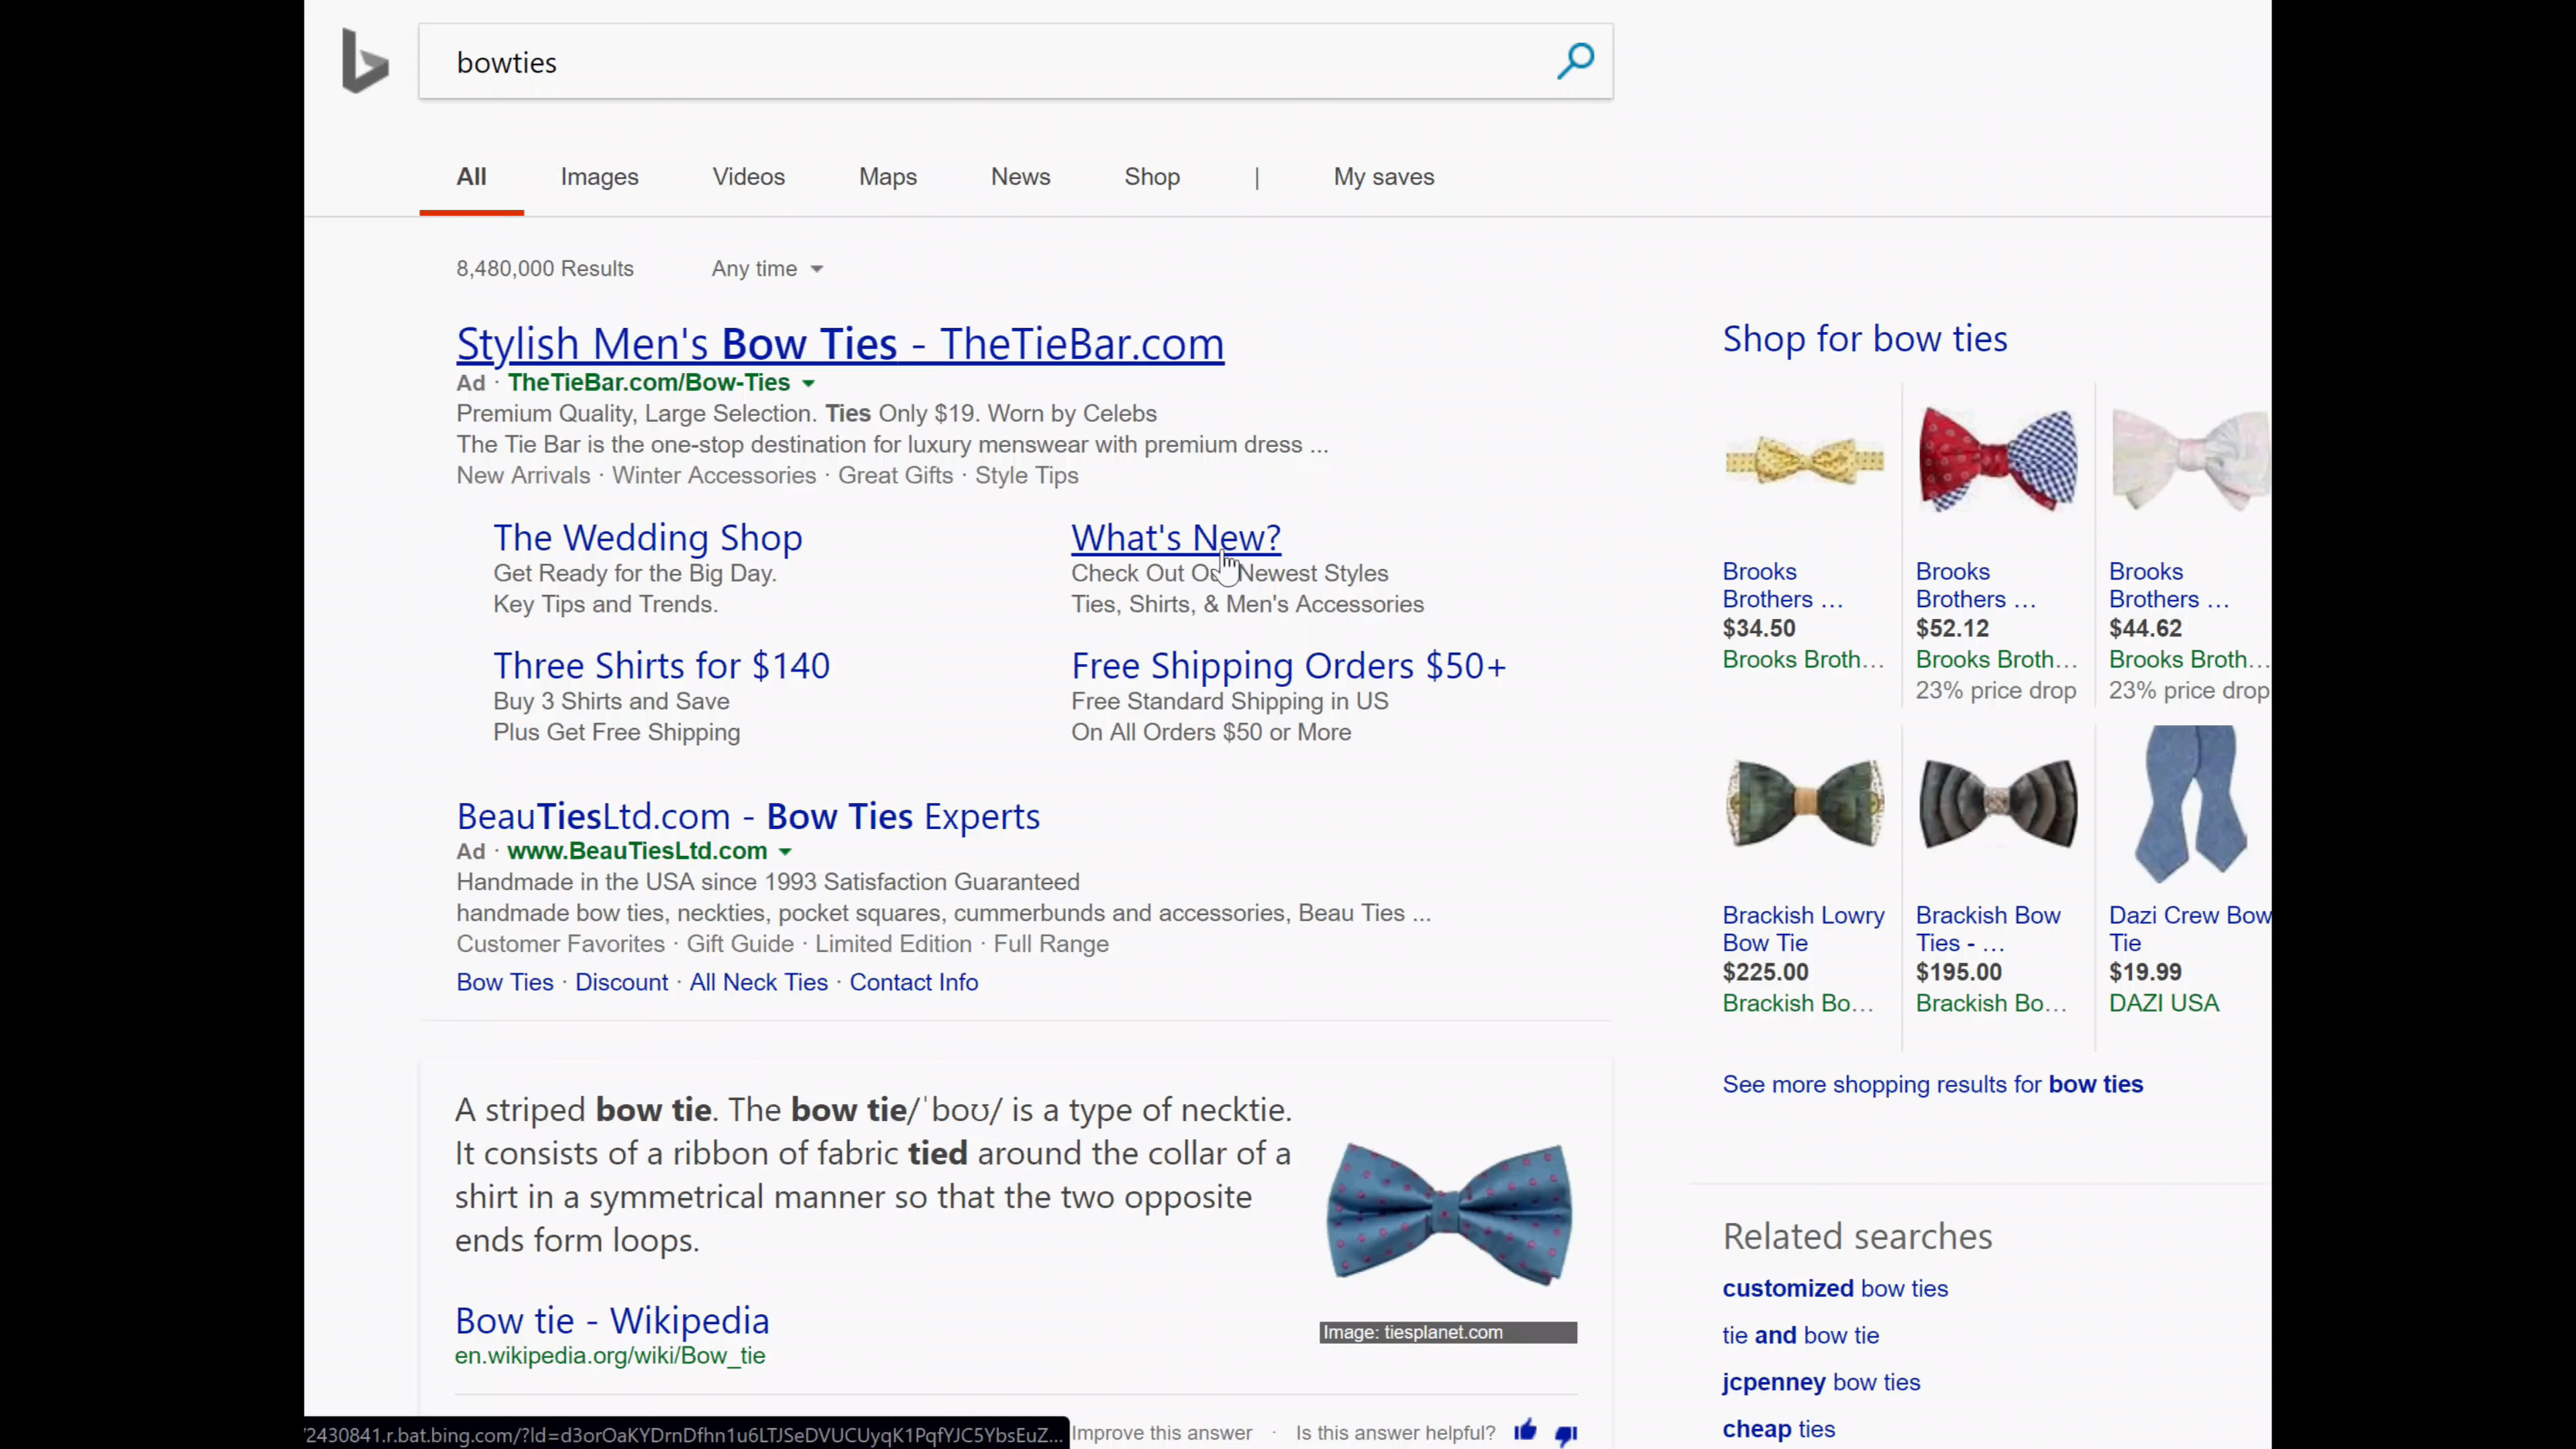 bowties
All Images Videos Maps News Shop | My saves
8,480,000 Results Any time
Stylish Men's Bow Ties - TheTieBar.com
Ad · TheTieBar.com/Bow-Ties
Premium Quality, Large Selection. Ties Only $19. Worn by Celebs
The Tie Bar is the one-stop destination for luxury menswear with premium dress ...
New Arrivals · Winter Accessories · Great Gifts · Style Tips
The Wedding Shop
Get Ready for the Big Day.
Key Tips and Trends.
What's New?
Check Out Newest Styles
Ties, Shirts, & Men's Accessories
Three Shirts for $140
Buy 3 Shirts and Save
Plus Get Free Shipping
Free Shipping Orders $50+
Free Standard Shipping in US
On All Orders $50 or More
BeauTiesLtd.com - Bow Ties Experts
Ad · www.BeauTiesLtd.com
Handmade in the USA since 1993 Satisfaction Guaranteed
handmade bow ties, neckties, pocket squares, cummerbunds and accessories, Beau Ties ...
Customer Favorites · Gift Guide · Limited Edition · Full Range
Bow Ties · Discount · All Neck Ties · Contact Info
A striped bow tie. The bow tie/ˈboʊ/ is a type of necktie.
It consists of a ribbon of fabric tied around the collar of a
shirt in a symmetrical manner so that the two opposite
ends form loops.
Image: tiesplanet.com
Bow tie - Wikipedia
en.wikipedia.org/wiki/Bow_tie
/2430841.r.bat.bing.com/?ld=d3orOaKYDrnDfhn1u6LTJSeDVUCUyqK1PqfYJC5YbsEuZ...
Improve this answer · Is this answer helpful?
Shop for bow ties
Brooks
Brothers ...
$34.50
Brooks Broth...
Brooks
Brothers ...
$52.12
Brooks Broth...
23% price drop
Brooks
Brothers ...
$44.62
Brooks Broth...
23% price drop
Brackish Lowry
Bow Tie
$225.00
Brackish Bo...
Brackish Bow
Ties - ...
$195.00
Brackish Bo...
Dazi Crew Bow
Tie
$19.99
DAZI USA
See more shopping results for bow ties
Related searches
customized bow ties
tie and bow tie
jcpenney bow ties
cheap ties